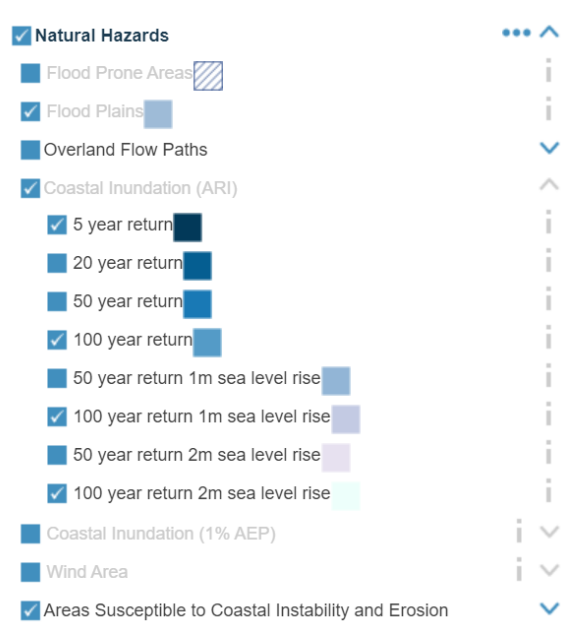 Natural Hazards
Flood Prone Areas
Flood Plains
Overland Flow Paths
Coastal Inundation (ARI)
5 year return
20 year return
50 year return
100 year return
50 year return 1m sea level rise
100 year return 1m sea level rise
50 year return 2m sea level rise
100 year return 2m sea level rise
Coastal Inundation (1% AEP)
Wind Area
Areas Susceptible to Coastal Instability and Erosion